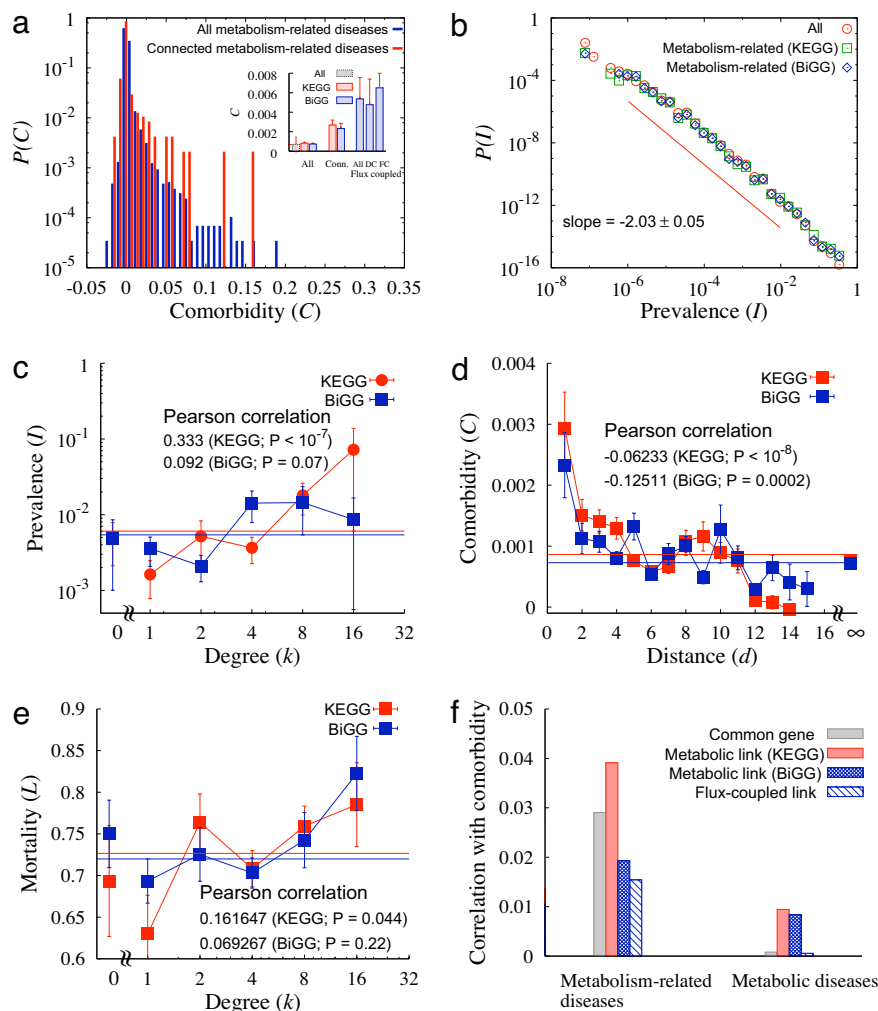 a
All metabolism-related diseases
Connected metabolism-related diseases
1
10-1
10-2
10-3
10-4
10-5
P(C)
-0.05 0 0.05 0.1 0.15 0.2 0.25 0.3 0.35
Comorbidity (C)
0.008
0.006
0.004
0.002
0
C
All
KEGG
BiGG
All Conn. All DC FC
Flux coupled
b
All
Metabolism-related (KEGG)
Metabolism-related (BiGG)
1
10-4
10-8
10-12
10-16
P(I)
slope = -2.03 ± 0.05
10-8 10-6 10-4 10-2 1
Prevalence (I)
c
KEGG
BiGG
Pearson correlation
0.333 (KEGG; P < 10-7)
0.092 (BiGG; P = 0.07)
1
10-1
10-2
10-3
Prevalence (I)
0 1 2 4 8 16 32
Degree (k)
d
KEGG
BiGG
Pearson correlation
-0.06233 (KEGG; P < 10-8)
-0.12511 (BiGG; P = 0.0002)
0.004
0.003
0.002
0.001
0
Comorbidity (C)
0 2 4 6 8 10 12 14 16 ∞
Distance (d)
e
KEGG
BiGG
0.9
0.85
0.8
0.75
0.7
0.65
0.6
Mortality (L)
Pearson correlation
0.161647 (KEGG; P = 0.044)
0.069267 (BiGG; P = 0.22)
0 1 2 4 8 16 32
Degree (k)
f
Common gene
Metabolic link (KEGG)
Metabolic link (BiGG)
Flux-coupled link
0.05
0.04
0.03
0.02
0.01
0
Correlation with comorbidity
Metabolism-related
diseases
Metabolic diseases